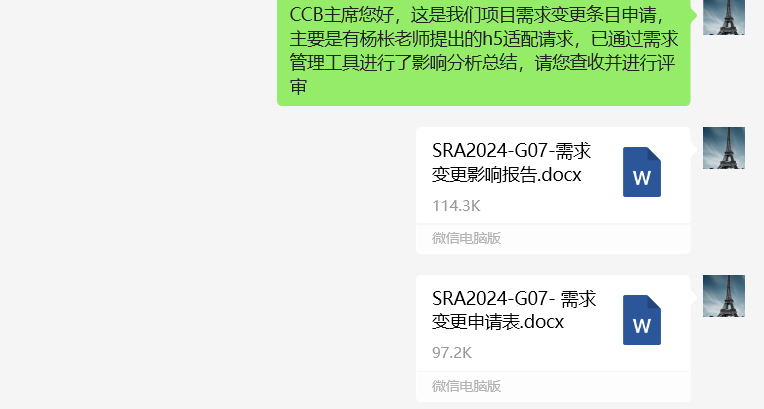 CCB主席您好，这是我们项目需求变更条目申请，
主要是有杨枨老师提出的h5适配请求，已通过需求
管理工具进行了影响分析总结，请您查收并进行评
审
SRA2024-G07-需求
变更影响报告.docx
W
114.3K
微信电脑版
SRA2024-G07- 需求
变更申请表.docx
W
97.2K
微信电脑版